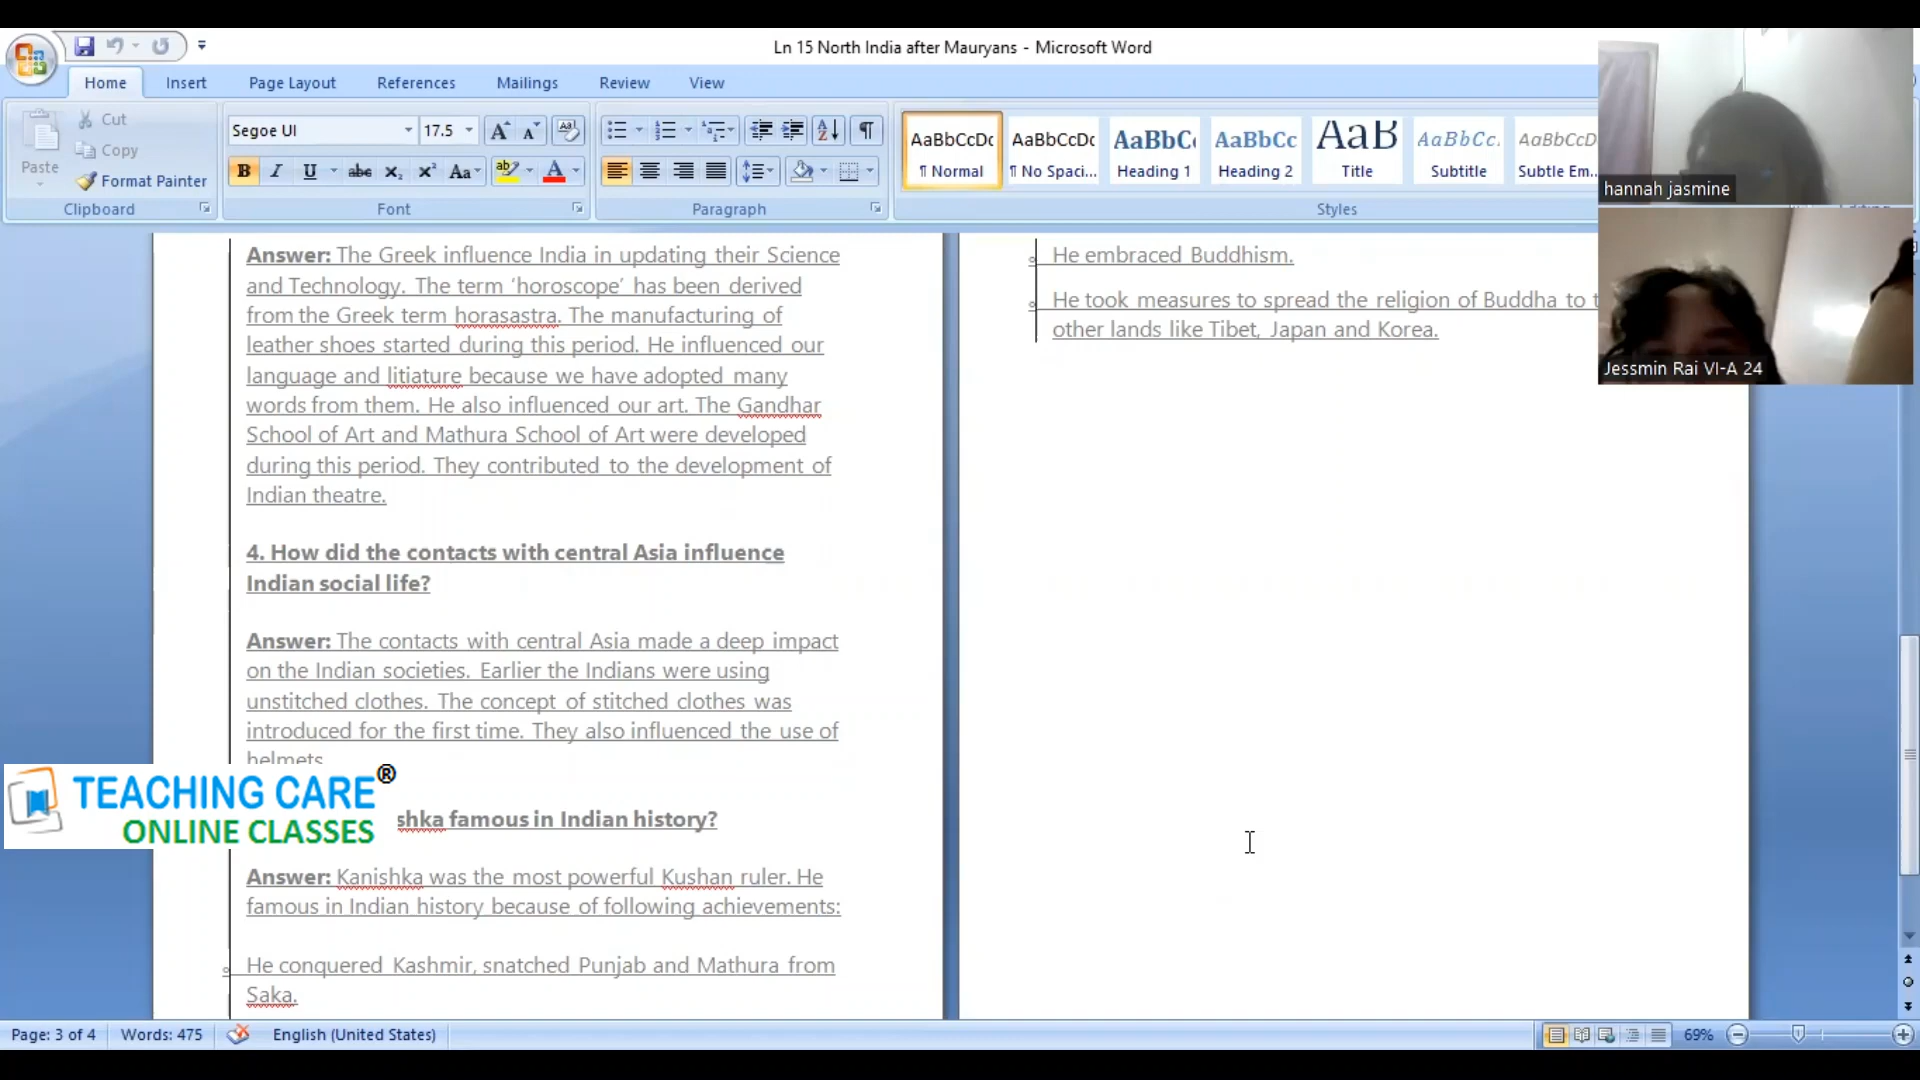 Ln 15 North India after Mauryans - Microsoft Word
Home Insert Page Layout References Mailings Review View
Paste
Cut
Copy
Format Painter
Clipboard
Segoe UI 17.5
Font
Paragraph
AaBbCcDc AaBbCcDc AaBbC AaBbCc AaB AaBbCc. AaBbCcD
¶ Normal ¶ No Spaci... Heading 1 Heading 2 Title Subtitle Subtle Em...
Styles
hannah jasmine
Jessmin Rai VI-A 24
Answer: The Greek influence India in updating their Science
and Technology. The term ‘horoscope’ has been derived
from the Greek term horasastra. The manufacturing of
leather shoes started during this period. He influenced our
language and litiature because we have adopted many
words from them. He also influenced our art. The Gandhar
School of Art and Mathura School of Art were developed
during this period. They contributed to the development of
Indian theatre.
4. How did the contacts with central Asia influence
Indian social life?
Answer: The contacts with central Asia made a deep impact
on the Indian societies. Earlier the Indians were using
unstitched clothes. The concept of stitched clothes was
introduced for the first time. They also influenced the use of
helmets.
TEACHING CARE®
ONLINE CLASSES
shka famous in Indian history?
Answer: Kanishka was the most powerful Kushan ruler. He
famous in Indian history because of following achievements:
He conquered Kashmir, snatched Punjab and Mathura from
Saka.
He embraced Buddhism.
He took measures to spread the religion of Buddha to t
other lands like Tibet, Japan and Korea.
Page: 3 of 4 Words: 475 English (United States) 69%